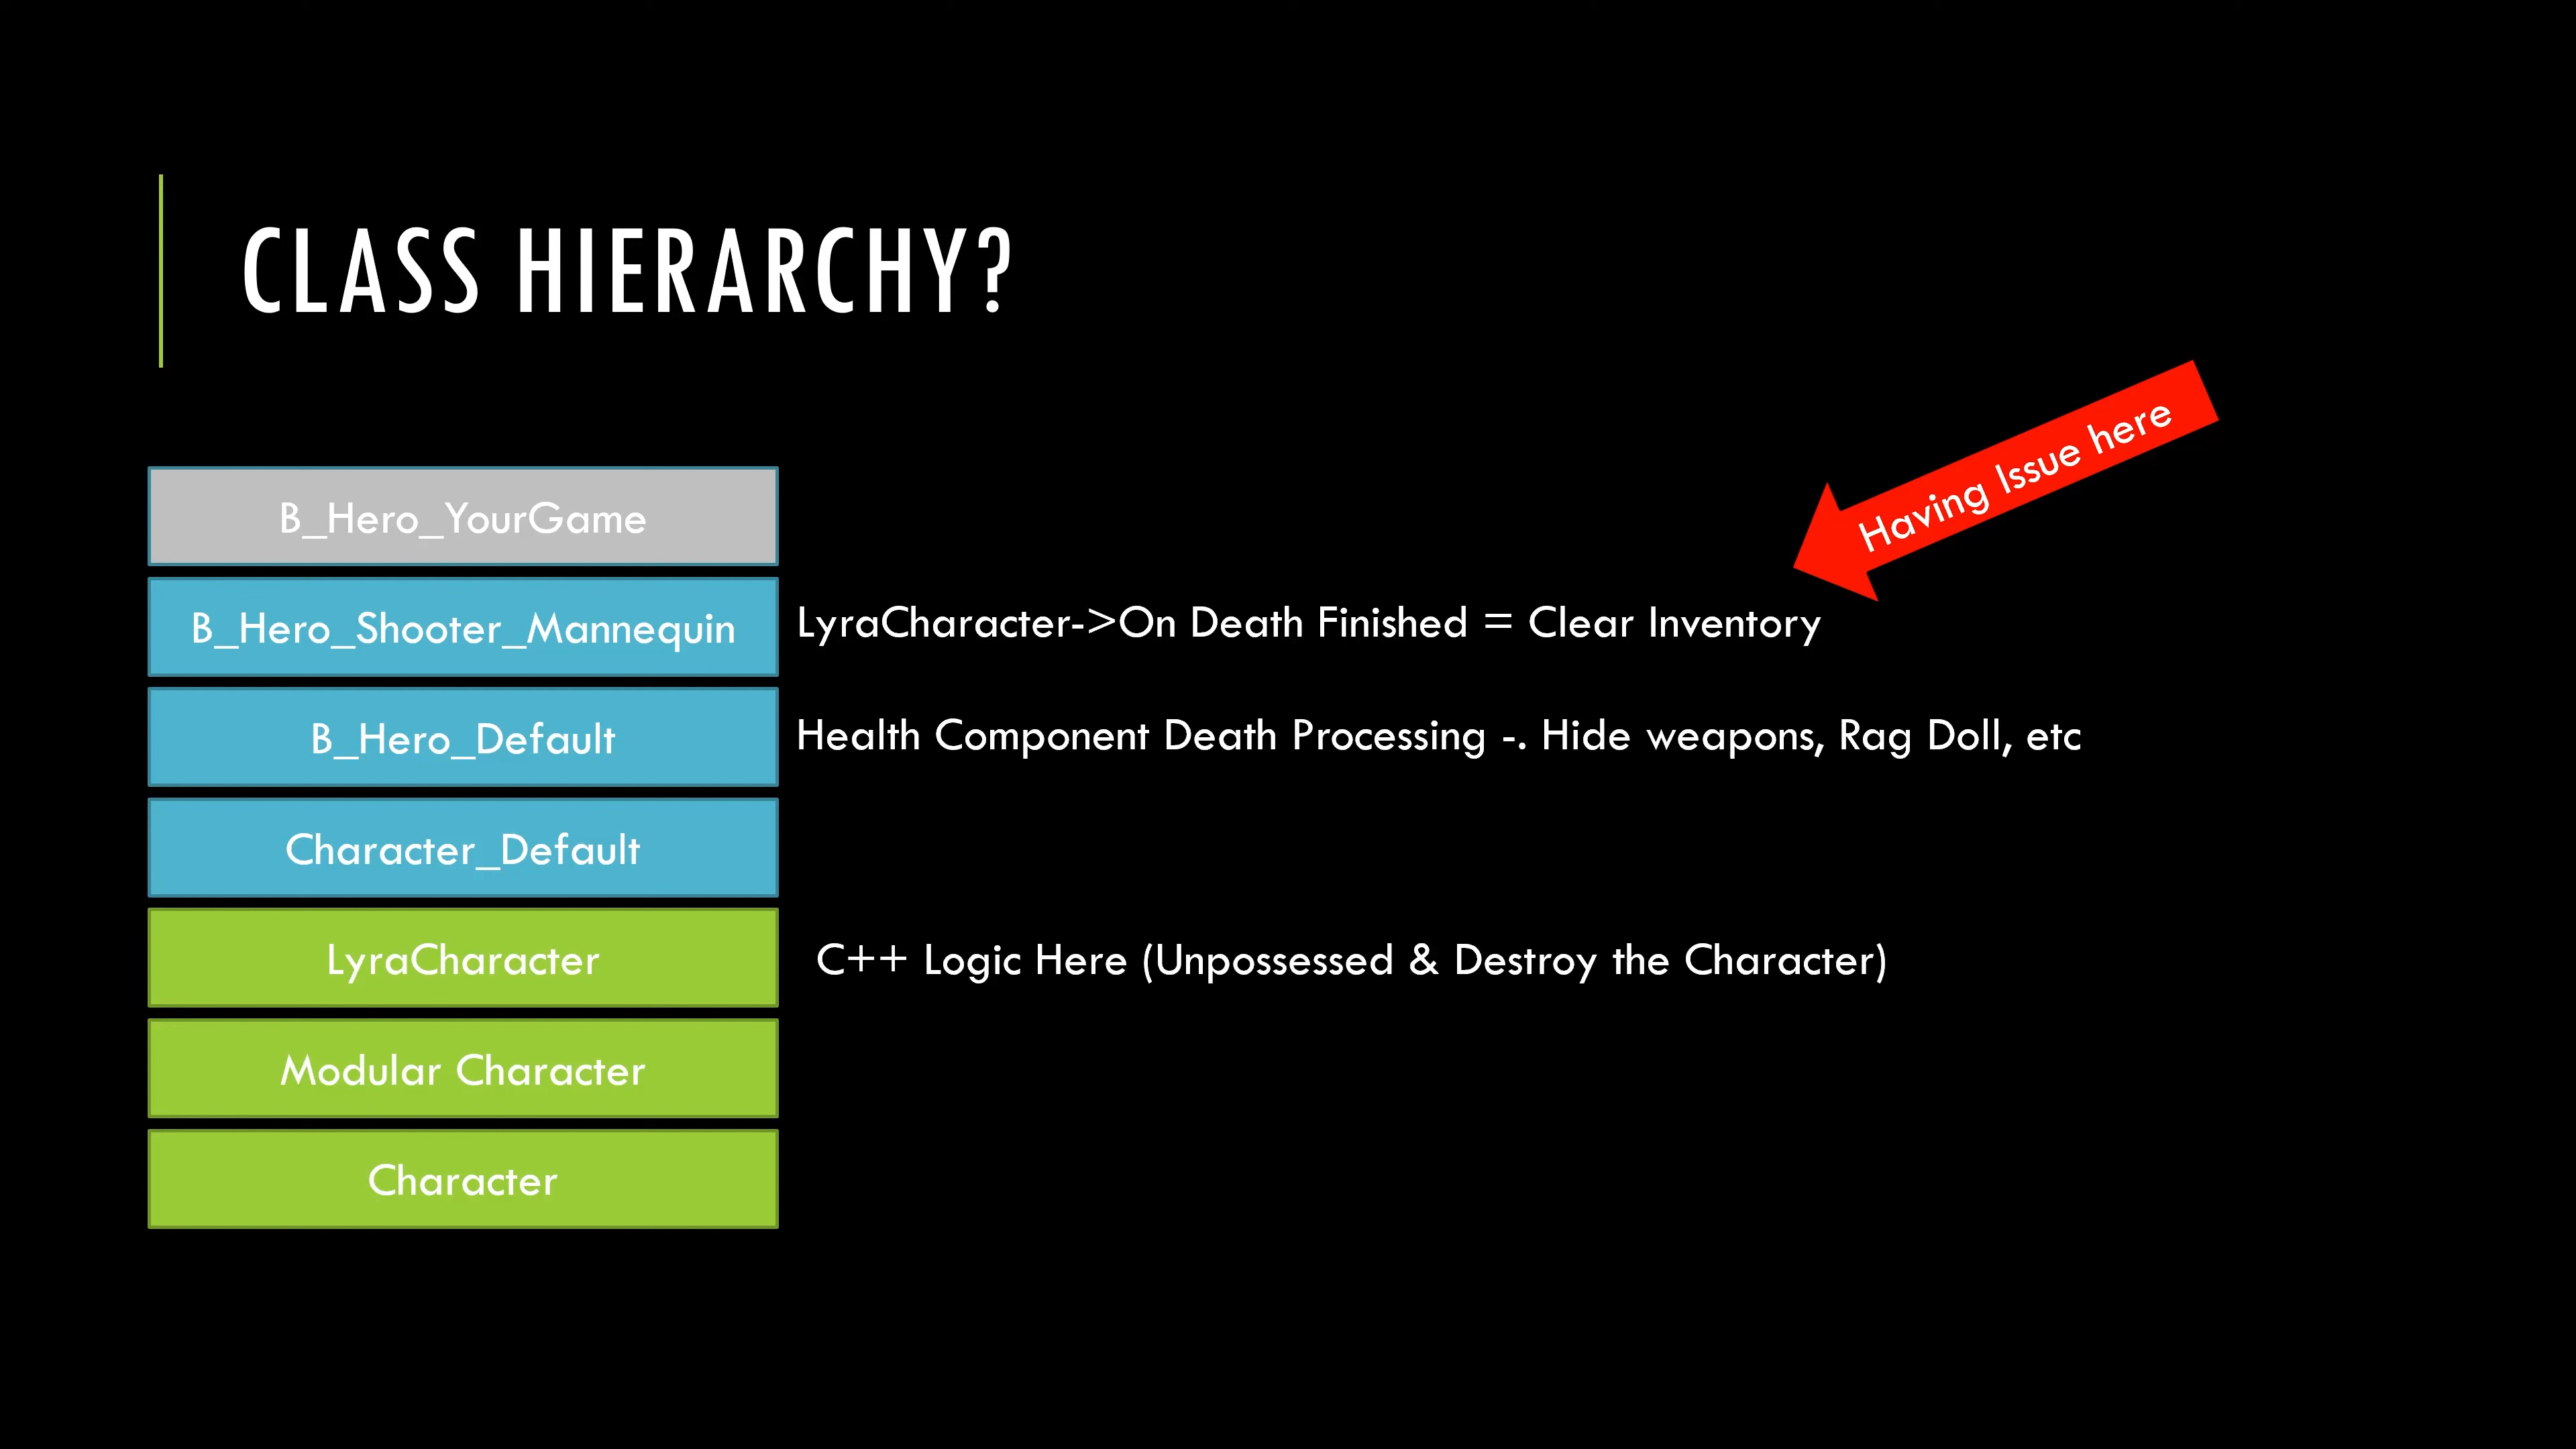 CLASS HIERARCHY?
Having Issue here
B_Hero_YourGame
B_Hero_Shooter_Mannequin
LyraCharacter->On Death Finished = Clear Inventory
B_Hero_Default
Health Component Death Processing -. Hide weapons, Rag Doll, etc
Character_Default
LyraCharacter
C++ Logic Here (Unpossessed & Destroy the Character)
Modular Character
Character